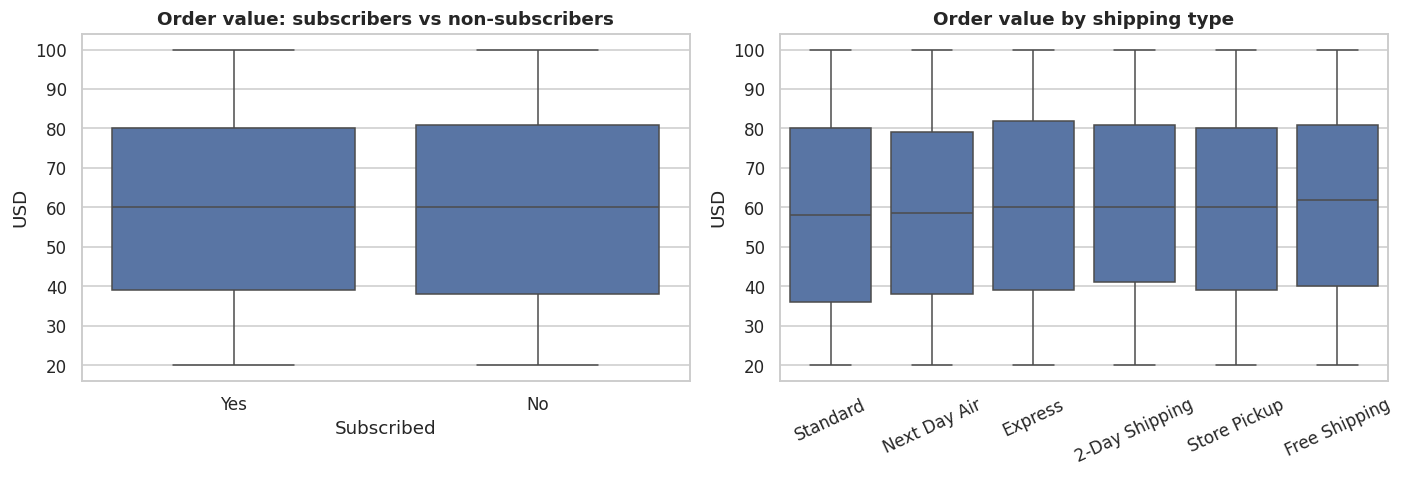 Order value: subscribers vs non-subscribers
100
90
80
70
60
50
40
30
20
USD
Yes
No
Subscribed
Order value by shipping type
100
90
80
70
60
50
40
30
20
USD
Standard
Next Day Air
Express
2-Day Shipping
Store Pickup
Free Shipping